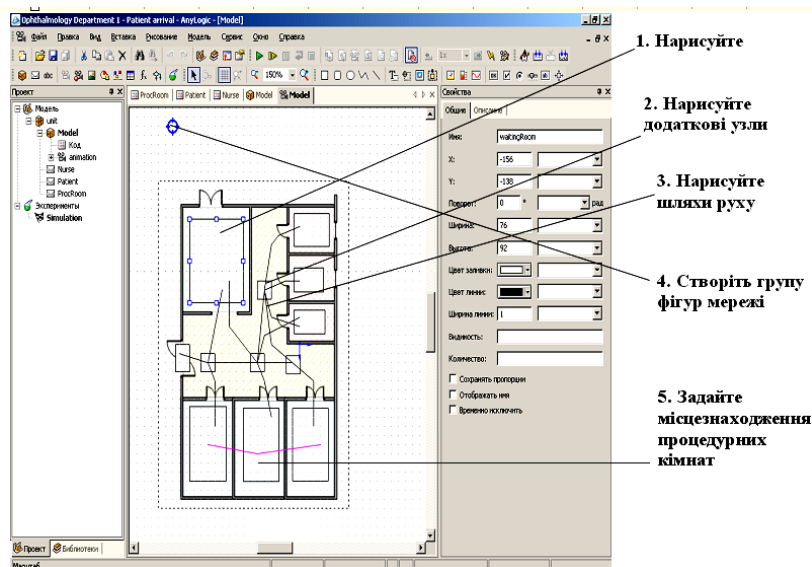 Ophthalmology Department 1 - Patient arrival - AnyLogic - [Model]
Файл Правка Вид Вставка Рисование Модель Сервис Окно Справка
150%
Проект
ProcRoom Patient Nurse Model Model
Свойства
Модель
unit
Model
Код
animation
Nurse
Patient
ProcRoom
Эксперименты
Simulation
Общие Описание
Имя: waitingRoom
X: -156
Y: -138
Поворот: 0 ° рад
Ширина: 76
Высота: 92
Цвет заливки:
Цвет линии:
Ширина линии: 1
Видимость:
Количество:
Сохранять пропорции
Отображать имя
Временно исключить
Проект Библиотеки
Масштаб
1. Нарисуйте
2. Нарисуйте
додаткові узли
3. Нарисуйте
шляхи руху
4. Створіть групу
фігур мережі
5. Задайте
місцезнаходження
процедурних
кімнат